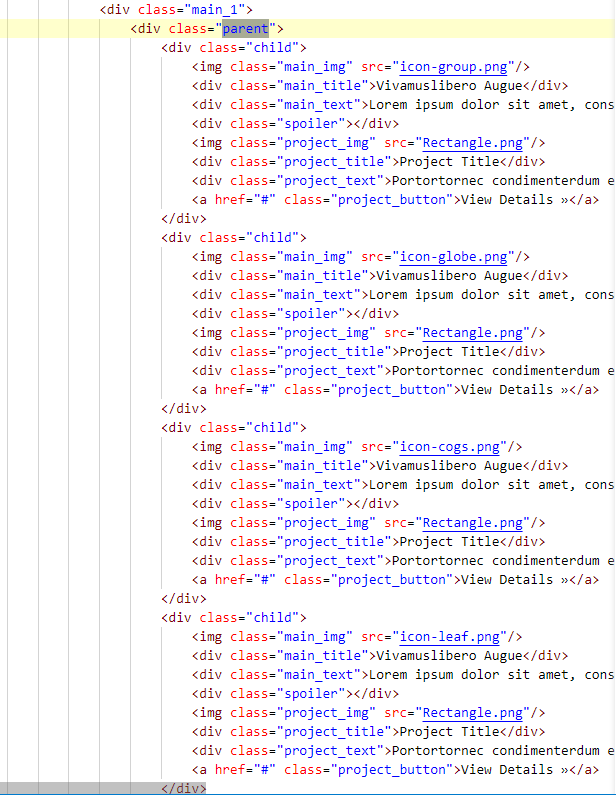 <div class="main_1">
<div class="parent">
<div class="child">
<img class="main_img" src="icon-group.png"/>
<div class="main_title">Vivamuslibero Augue</div>
<div class="main_text">Lorem ipsum dolor sit amet, cons
<div class="spoiler"></div>
<img class="project_img" src="Rectangle.png"/>
<div class="project_title">Project Title</div>
<div class="project_text">Portortornec condimenterdum e
<a href="#" class="project_button">View Details »</a>
</div>
<div class="child">
<img class="main_img" src="icon-globe.png"/>
<div class="main_title">Vivamuslibero Augue</div>
<div class="main_text">Lorem ipsum dolor sit amet, cons
<div class="spoiler"></div>
<img class="project_img" src="Rectangle.png"/>
<div class="project_title">Project Title</div>
<div class="project_text">Portortornec condimenterdum e
<a href="#" class="project_button">View Details »</a>
</div>
<div class="child">
<img class="main_img" src="icon-cogs.png"/>
<div class="main_title">Vivamuslibero Augue</div>
<div class="main_text">Lorem ipsum dolor sit amet, cons
<div class="spoiler"></div>
<img class="project_img" src="Rectangle.png"/>
<div class="project_title">Project Title</div>
<div class="project_text">Portortornec condimenterdum e
<a href="#" class="project_button">View Details »</a>
</div>
<div class="child">
<img class="main_img" src="icon-leaf.png"/>
<div class="main_title">Vivamuslibero Augue</div>
<div class="main_text">Lorem ipsum dolor sit amet, cons
<div class="spoiler"></div>
<img class="project_img" src="Rectangle.png"/>
<div class="project_title">Project Title</div>
<div class="project_text">Portortornec condimenterdum e
<a href="#" class="project_button">View Details »</a>
</div>